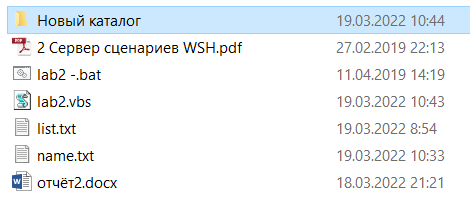 Новый каталог 19.03.2022 10:44
2 Сервер сценариев WSH.pdf 27.02.2019 22:13
lab2 -.bat 11.04.2019 14:19
lab2.vbs 19.03.2022 10:43
list.txt 19.03.2022 8:54
name.txt 19.03.2022 10:33
отчёт2.docx 18.03.2022 21:21